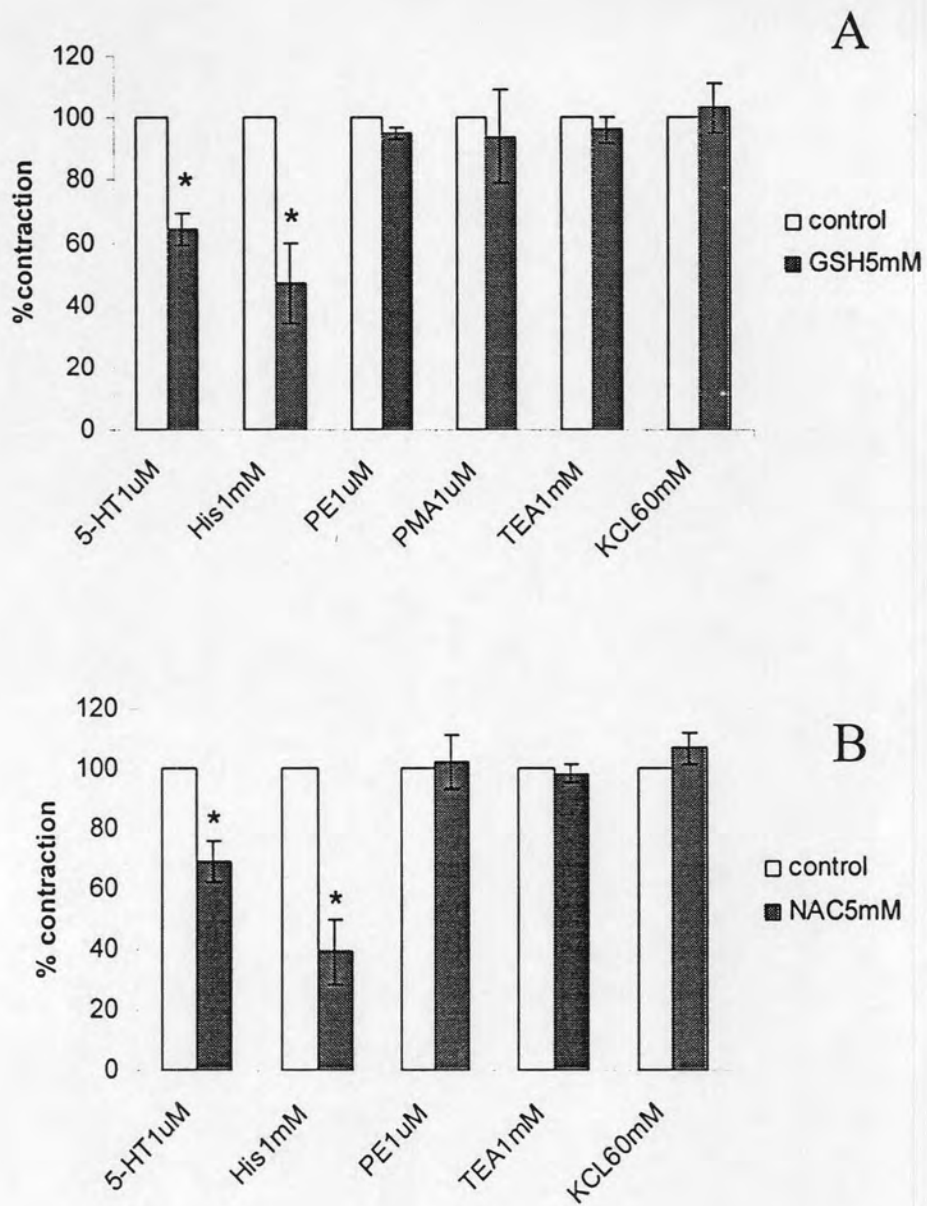 A
120
100
80
60
40
20
0
%contraction
* *
control
GSH5mM
5-HT1uM His1mM PE1uM PMA1uM TEA1mM KCL60mM
B
120
100
80
60
40
20
0
% contraction
* *
control
NAC5mM
5-HT1uM His1mM PE1uM TEA1mM KCL60mM